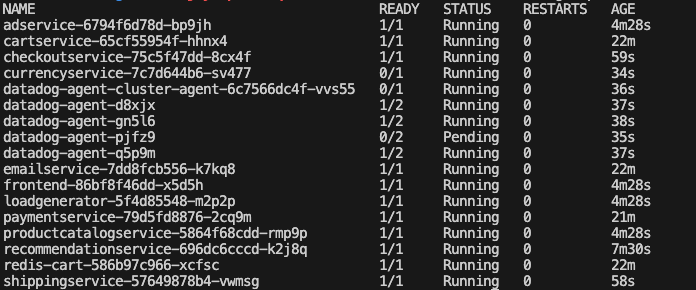 NAME READY STATUS RESTARTS AGE
adservice-6794f6d78d-bp9jh 1/1 Running 0 4m28s
cartservice-65cf55954f-hhnx4 1/1 Running 0 22m
checkoutservice-75c5f47dd-8cx4f 1/1 Running 0 59s
currencyservice-7c7d644b6-sv477 0/1 Running 0 34s
datadog-agent-cluster-agent-6c7566dc4f-vvs55 0/1 Running 0 36s
datadog-agent-d8xjx 1/2 Running 0 37s
datadog-agent-gn5l6 1/2 Running 0 38s
datadog-agent-pjfz9 0/2 Pending 0 35s
datadog-agent-q5p9m 1/2 Running 0 37s
emailservice-7dd8fcb556-k7kq8 1/1 Running 0 22m
frontend-86bf8f46dd-x5d5h 1/1 Running 0 4m28s
loadgenerator-5f4d85548-m2p2p 1/1 Running 0 4m28s
paymentservice-79d5fd8876-2cq9m 1/1 Running 0 21m
productcatalogservice-5864f68cdd-rmp9p 1/1 Running 0 4m28s
recommendationservice-696dc6cccd-k2j8q 1/1 Running 0 7m30s
redis-cart-586b97c966-xcfsc 1/1 Running 0 22m
shippingservice-57649878b4-vwmsg 1/1 Running 0 58s